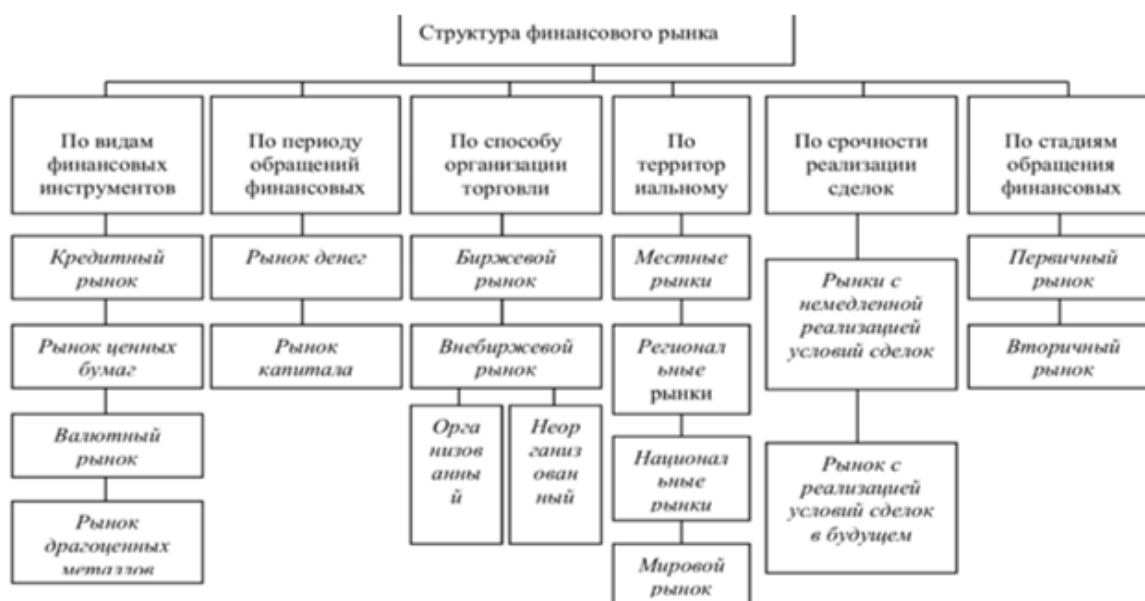 Структура финансового рынка
По видам
финансовых
инструментов
Кредитный
рынок
Рынок ценных
бумаг
Валютный
рынок
Рынок
драгоценных
металлов
По периоду
обращений
финансовых
Рынок денег
Рынок
капитала
По способу
организации
торговли
Биржевой
рынок
Внебиржевой
рынок
Орга
низов
анны
й
Неор
ганиз
ован
ный
По
территор
иальному
Местные
рынки
Региональ
ьные
рынки
Национал
ьные
рынки
Мировой
рынок
По срочности
реализации
сделок
Рынки с
немедленной
реализацией
условий сделок
Рынок с
реализацией
условий сделок
в будущем
По стадиям
обращения
финансовых
Первичный
рынок
Вторичный
рынок